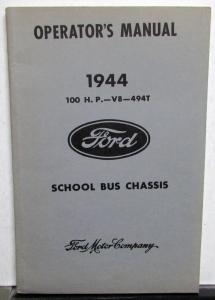 OPERATOR'S MANUAL
1944
100 H. P.—V8—494T
Ford
SCHOOL BUS CHASSIS
Ford Motor Company